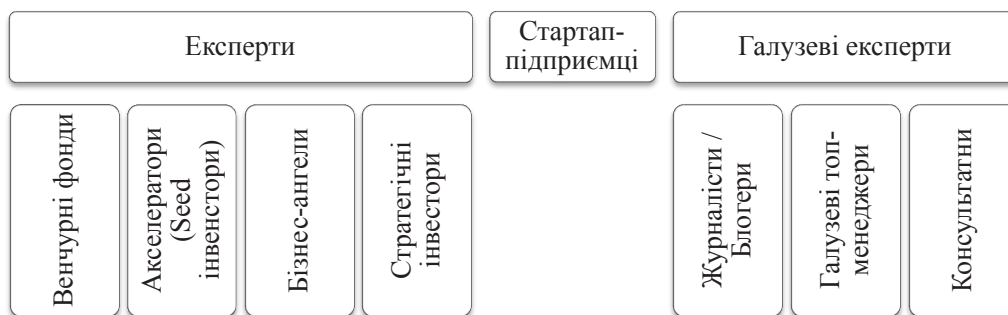 Експерти
Стартап-
підприємці
Галузеві експерти
Венчурні фонди
Акселератори
(Seed
інвенстори)
Бізнес-ангели
Стратегічні
інвестори
Журналісти /
Блогери
Галузеві топ-
менеджери
Консультатни